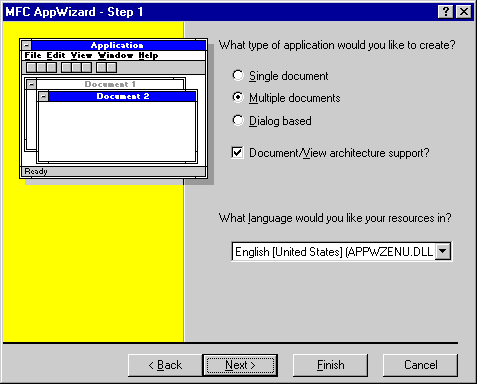 MFC AppWizard - Step 1
Application
File Edit View Window Help
Document 1
Document 2
Ready
What type of application would you like to create?
Single document
Multiple documents
Dialog based
Document/View architecture support?
What language would you like your resources in?
English [United States] (APPWZENU.DLL
< Back
Next >
Finish
Cancel